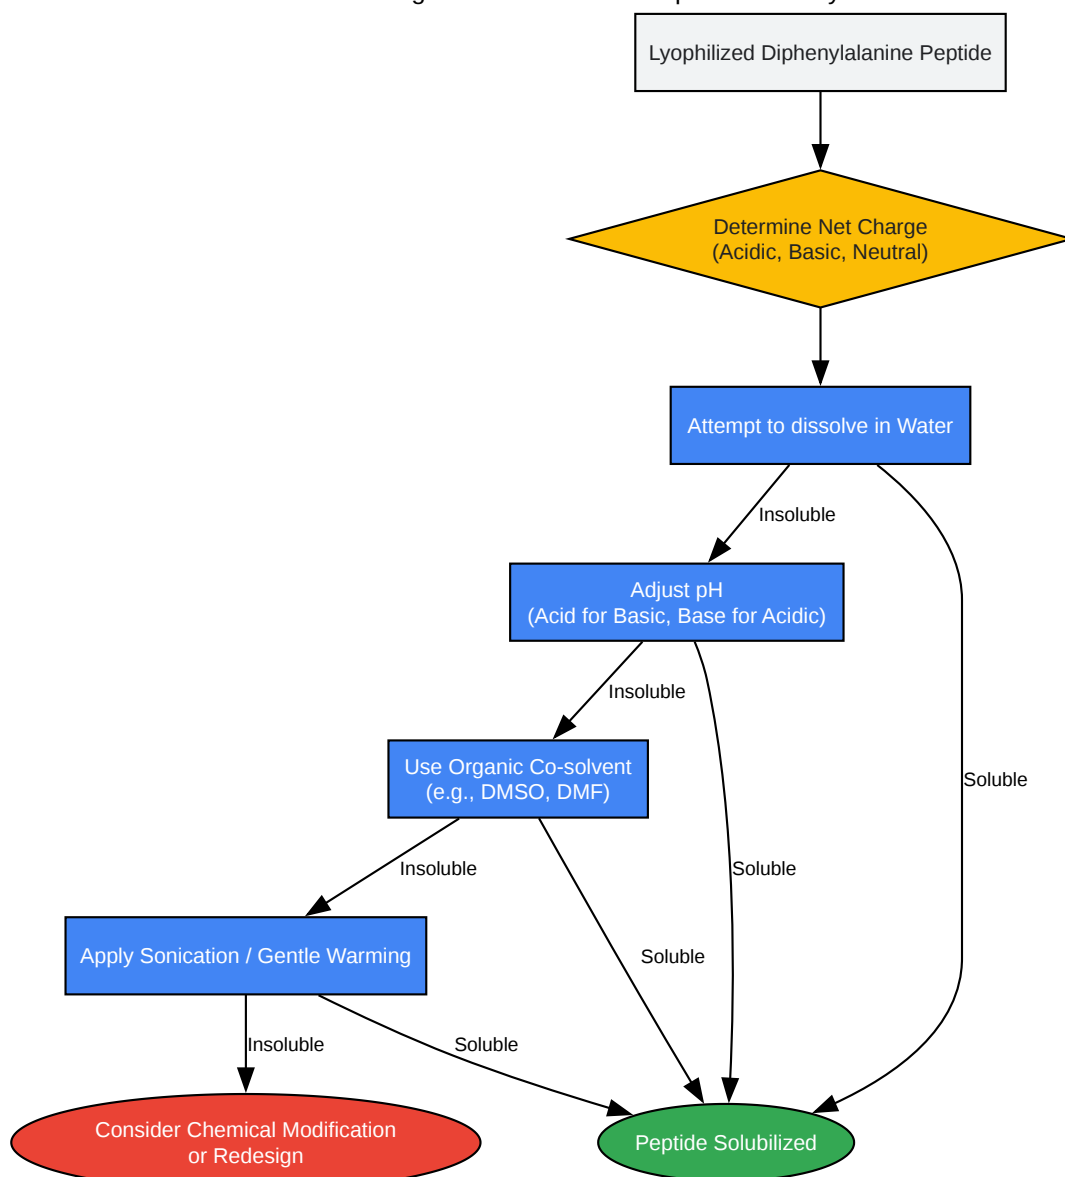 Lyophilized Diphenylalanine Peptide
Determine Net Charge
(Acidic, Basic, Neutral)
Attempt to dissolve in Water
Insoluble
Adjust pH
(Acid for Basic, Base for Acidic)
Insoluble
Use Organic Co-solvent
(e.g., DMSO, DMF)
Soluble
Insoluble
Soluble
Apply Sonication / Gentle Warming
Soluble
Insoluble
Soluble
Consider Chemical Modification
or Redesign
Peptide Solubilized